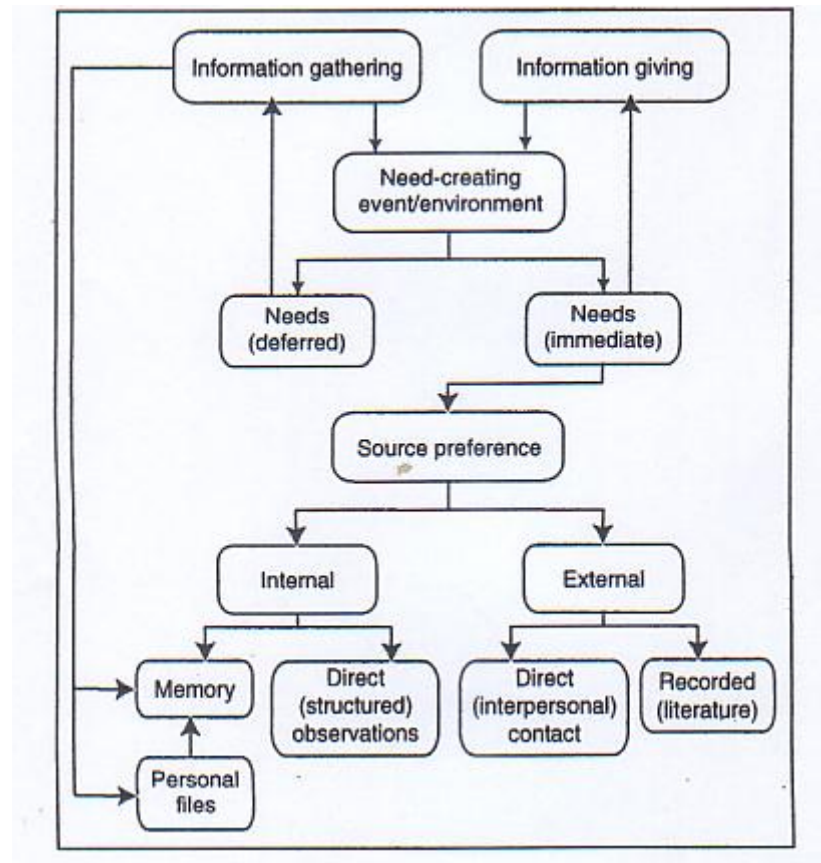 Information gathering
Information giving
Need-creating
event/environment
Needs
(deferred)
Needs
(immediate)
Source preference
Internal
External
Memory
Direct
(structured)
observations
Direct
(interpersonal)
contact
Recorded
(literature)
Personal
files